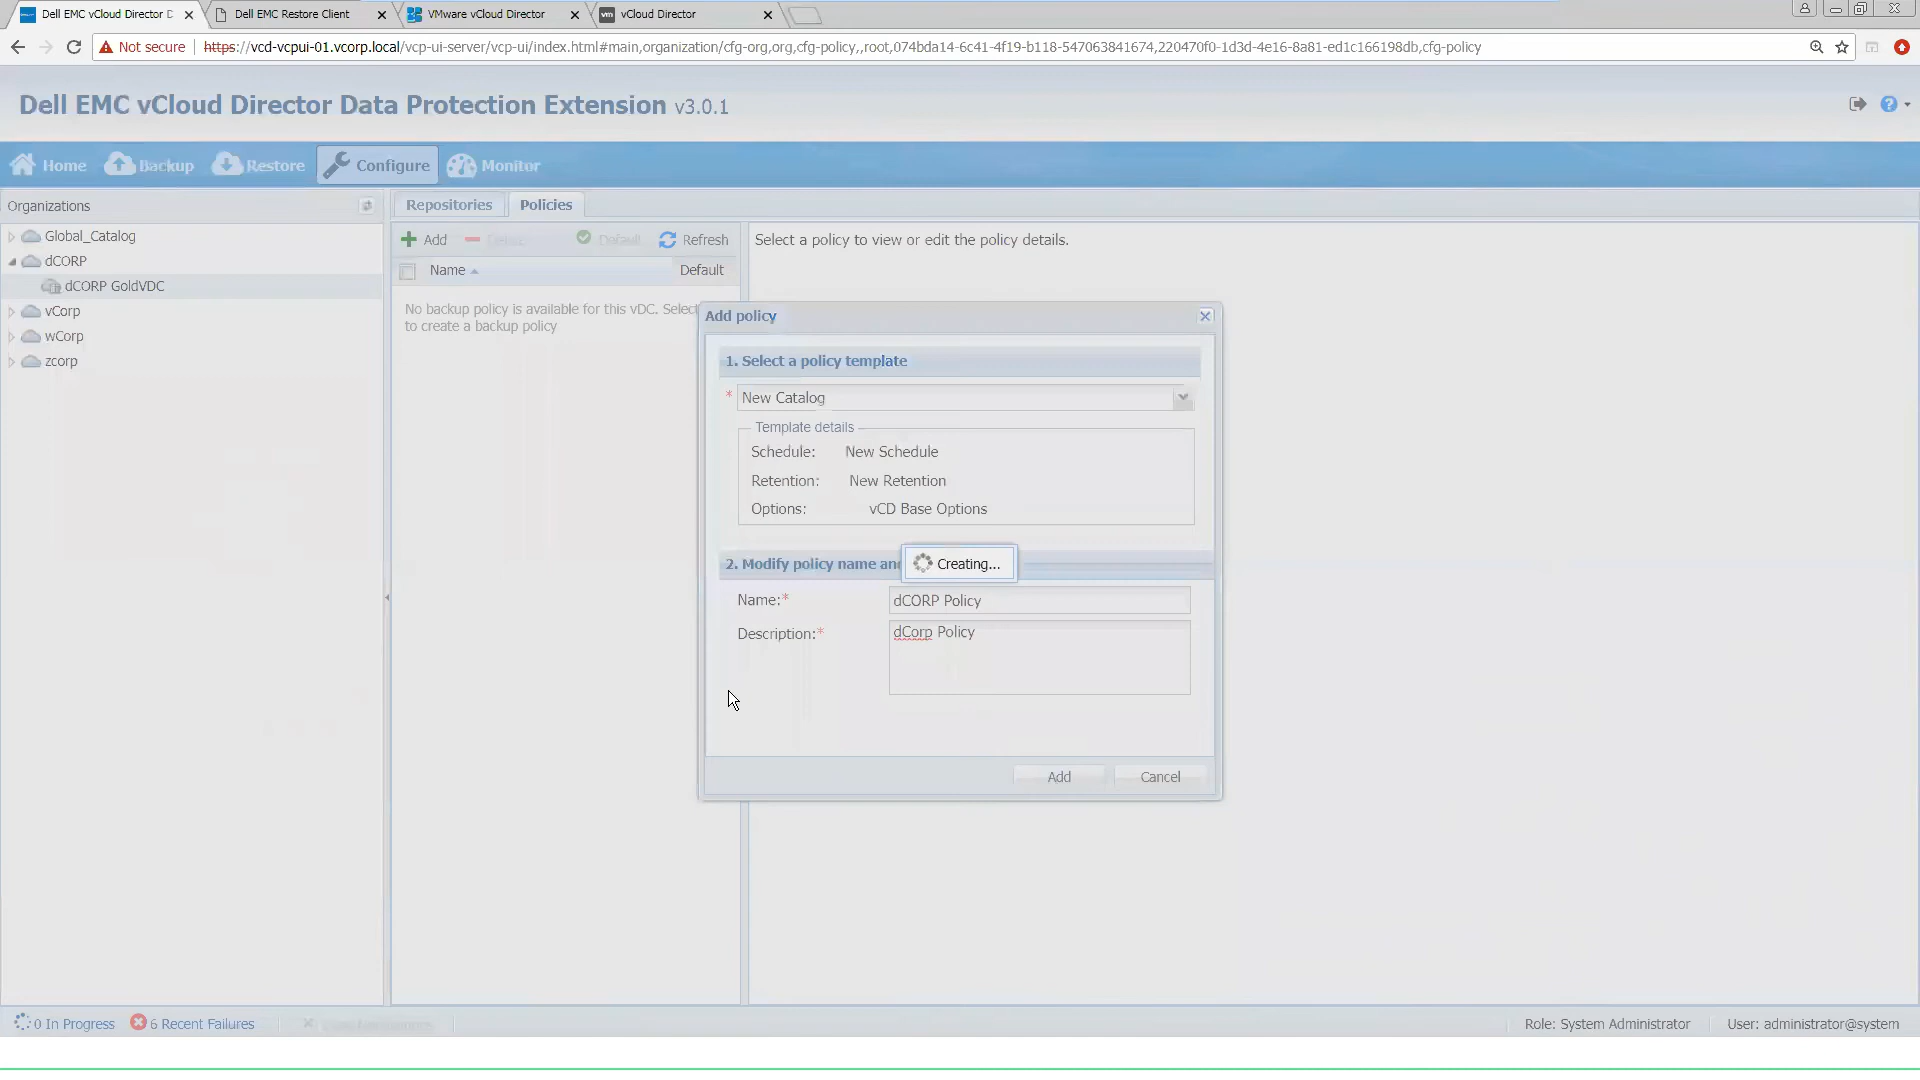 Dell EMC vCloud Director D
Dell EMC Restore Client
VMware vCloud Director
vm vCloud Director
Not secure https://vcd-vcpui-01.vcorp.local/vcp-ui-server/vcp-ui/index.html#main,organization/cfg-org,org,cfg-policy,,root,074bda14-6c41-4f19-b118-547063841674,220470f0-1d3d-4e16-8a81-ed1c166198db,cfg-policy
Dell EMC vCloud Director Data Protection Extension v3.0.1
Home Backup Restore Configure Monitor
Organizations
Global_Catalog
dCORP
dCORP GoldVDC
vCorp
wCorp
zcorp
Repositories Policies
Add Default Refresh
Name Default
No backup policy is available for this vDC. Select
to create a backup policy
Select a policy to view or edit the policy details.
Add policy
1. Select a policy template
* New Catalog
Template details
Schedule: New Schedule
Retention: New Retention
Options: vCD Base Options
2. Modify policy name and
Creating...
Name:* dCORP Policy
Description:* dCorp Policy
Add Cancel
0 In Progress 6 Recent Failures
Role: System Administrator User: administrator@system